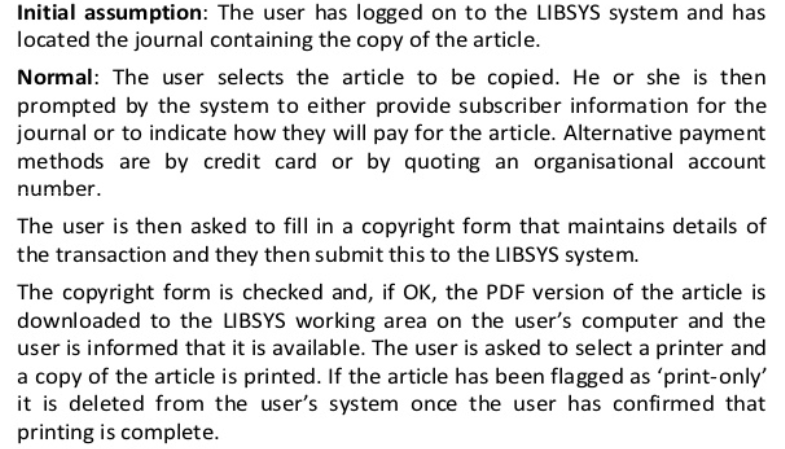 Initial assumption: The user has logged on to the LIBSYS system and has
located the journal containing the copy of the article.
Normal: The user selects the article to be copied. He or she is then
prompted by the system to either provide subscriber information for the
journal or to indicate how they will pay for the article. Alternative payment
methods are by credit card or by quoting an organisational account
number.
The user is then asked to fill in a copyright form that maintains details of
the transaction and they then submit this to the LIBSYS system.
The copyright form is checked and, if OK, the PDF version of the article is
downloaded to the LIBSYS working area on the user’s computer and the
user is informed that it is available. The user is asked to select a printer and
a copy of the article is printed. If the article has been flagged as ‘print-only’
it is deleted from the user’s system once the user has confirmed that
printing is complete.